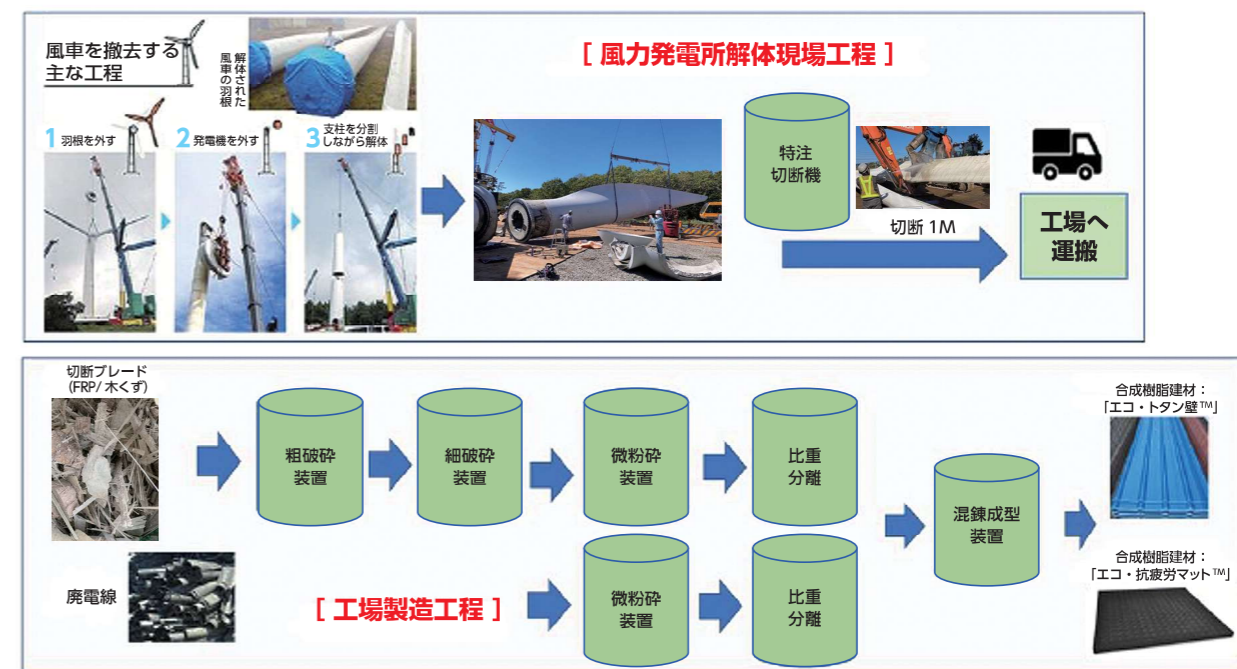 風車を撤去する
主な工程
解体された
風車の羽根
[ 風力発電所解体現場工程 ]
1 羽根を外す
2 発電機を外す
3 支柱を分割
しながら解体
特注
切断機
切断 1M
工場へ
運搬
切断ブレード
(FRP/ 木くず)
粗破砕
装置
細破砕
装置
微粉砕
装置
比重
分離
混錬成型
装置
合成樹脂建材：
「エコ・トタン壁™」
廃電線
[ 工場製造工程 ]
微粉砕
装置
比重
分離
合成樹脂建材：
「エコ・抗疲労マット™」